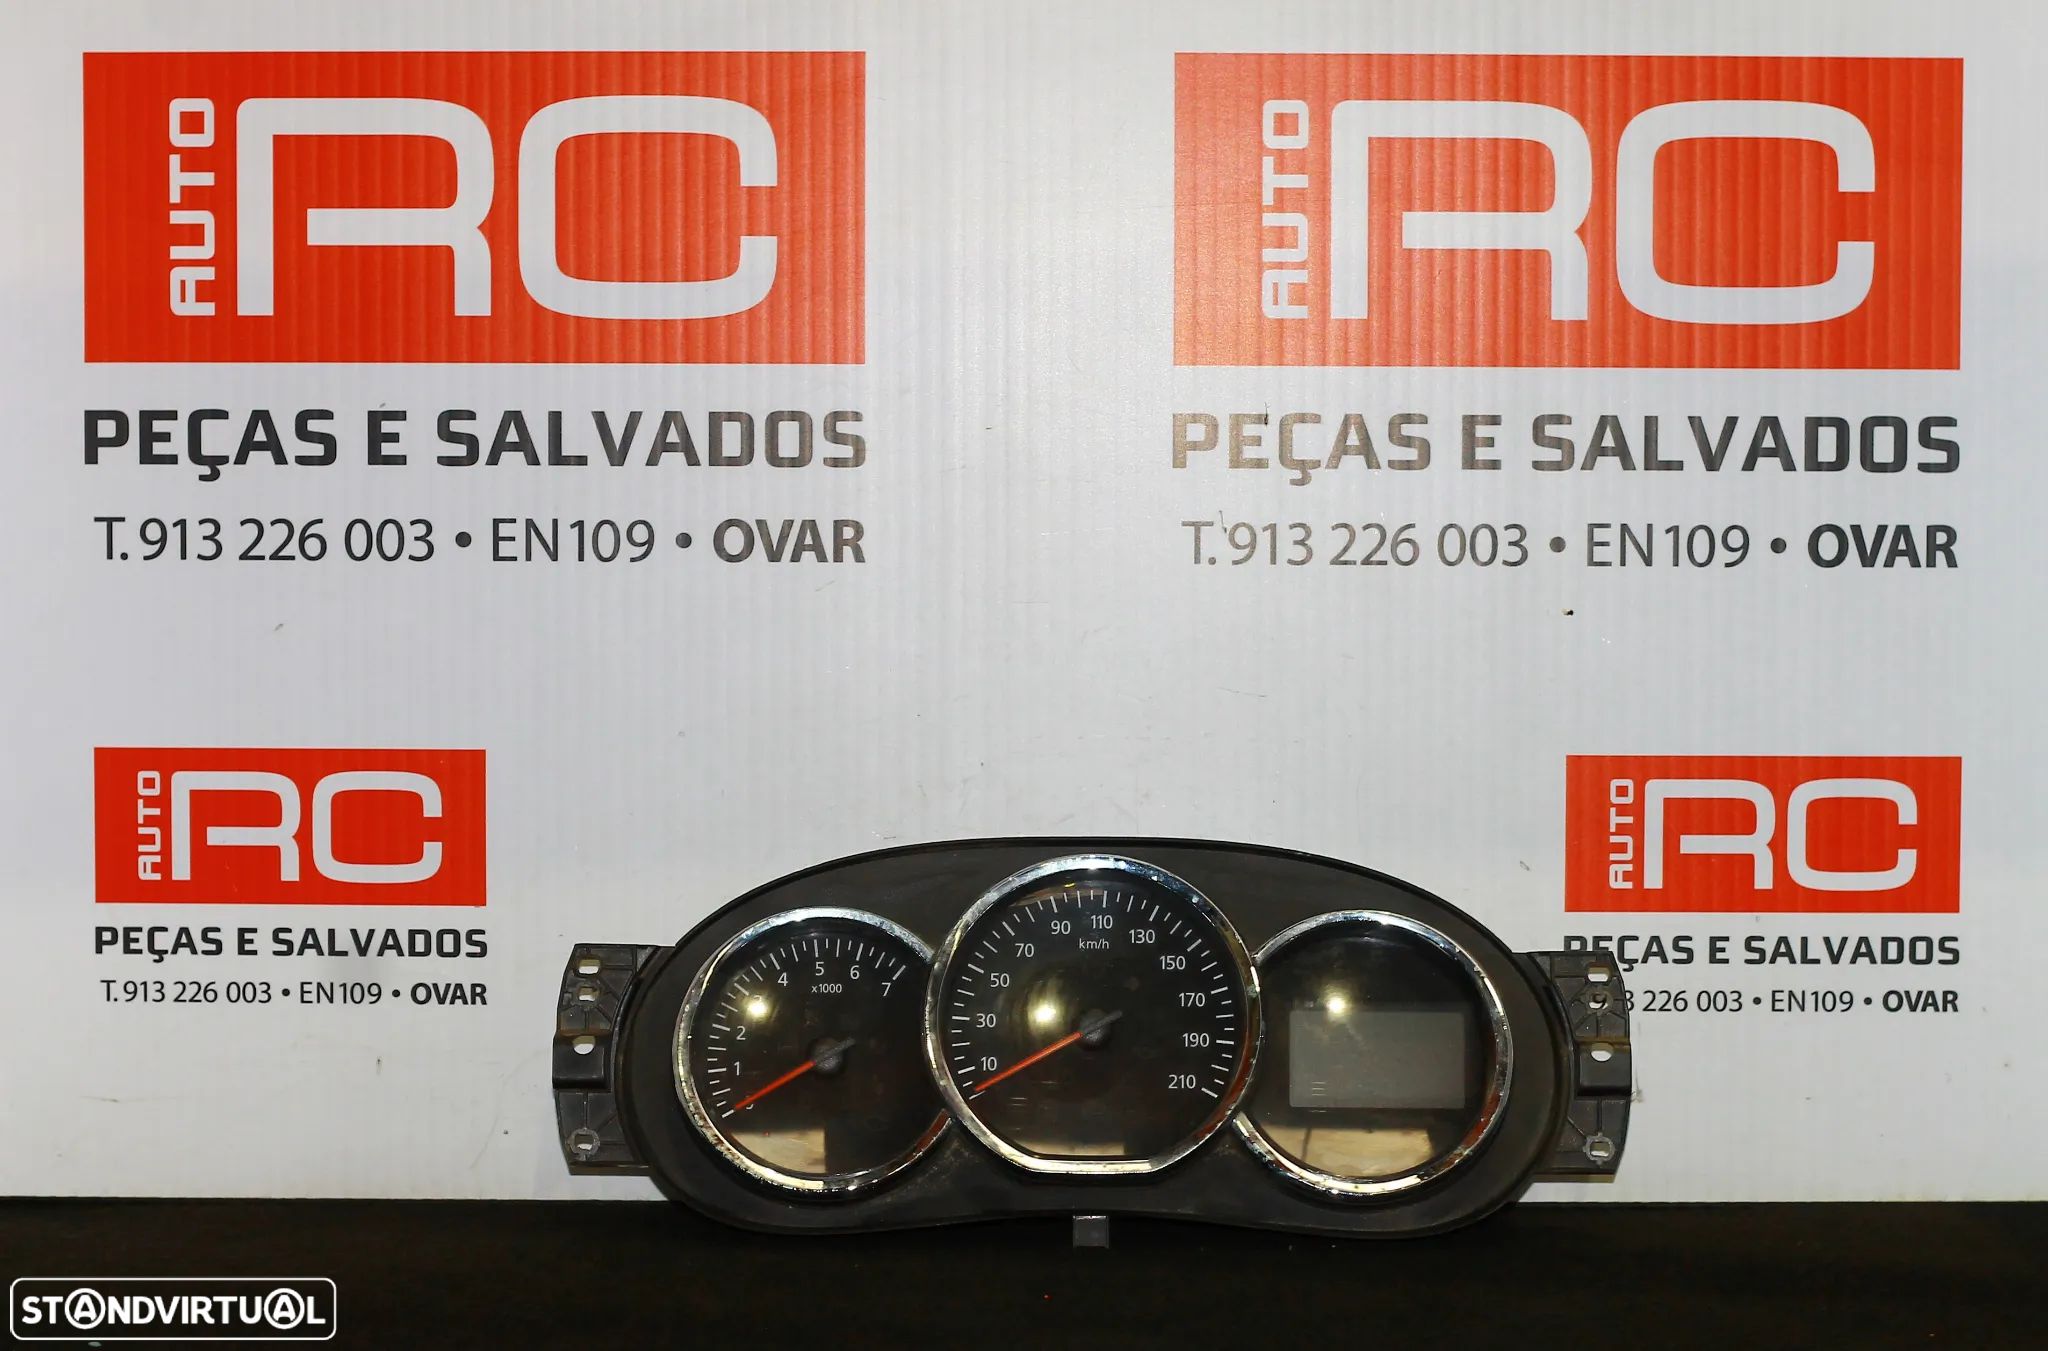 AUTO RC
PEÇAS E SALVADOS
T. 913 226 003 • EN109 • OVAR
AUTO RC
PEÇAS E SALVADOS
T. 913 226 003 • EN109 • OVAR
AUTO RC
PEÇAS E SALVADOS
T. 913 226 003 • EN109 • OVAR
AUTO RC
PEÇAS E SALVADOS
913 226 003 • EN109 • OVAR
1 2 3 4 5 6 7
x1000
10 30 50 70 90 110 130 150 170 190 210
km/h
STANDVIRTUAL